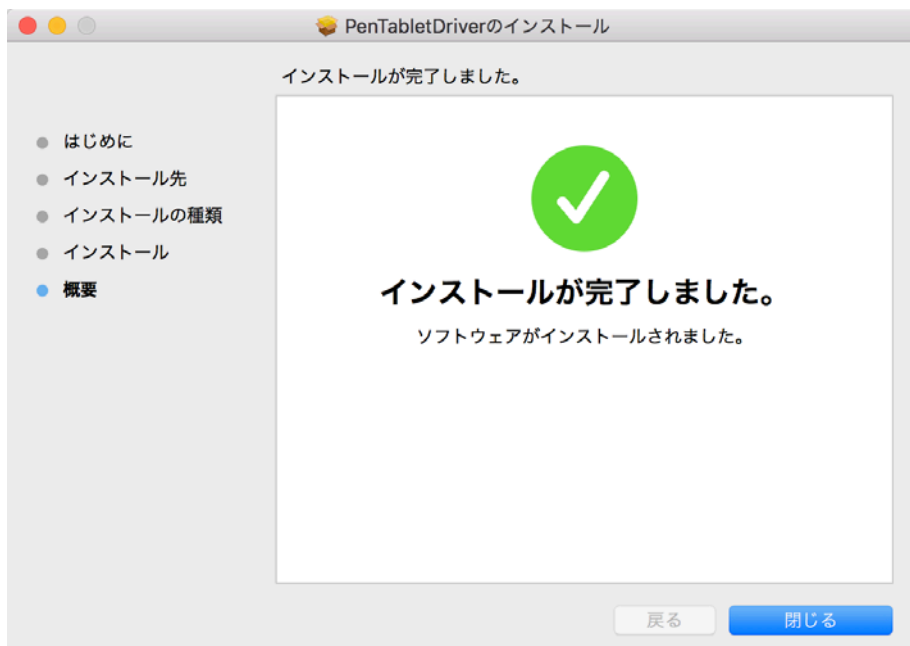 PenTabletDriverのインストール
インストールが完了しました。
はじめに
インストール先
インストールの種類
インストール
概要
インストールが完了しました。
ソフトウェアがインストールされました。
戻る
閉じる